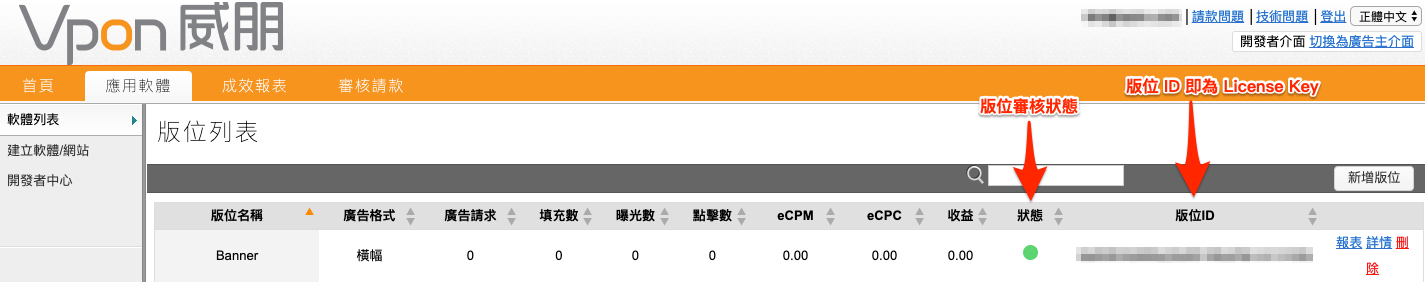 Vpon 威朋
請款問題 | 技術問題 | 登出 正體中文
開發者介面 切換為廣告主介面
首頁 應用軟體 成效報表 審核請款
版位 ID 即為 License Key
版位審核狀態
軟體列表
建立軟體/網站
開發者中心
版位列表
新增版位
版位名稱 廣告格式 廣告請求 填充數 曝光數 點擊數 eCPM eCPC 收益 狀態 版位ID
Banner 橫幅 0 0 0 0 0.00 0.00 0.00 報表 詳情 刪
除